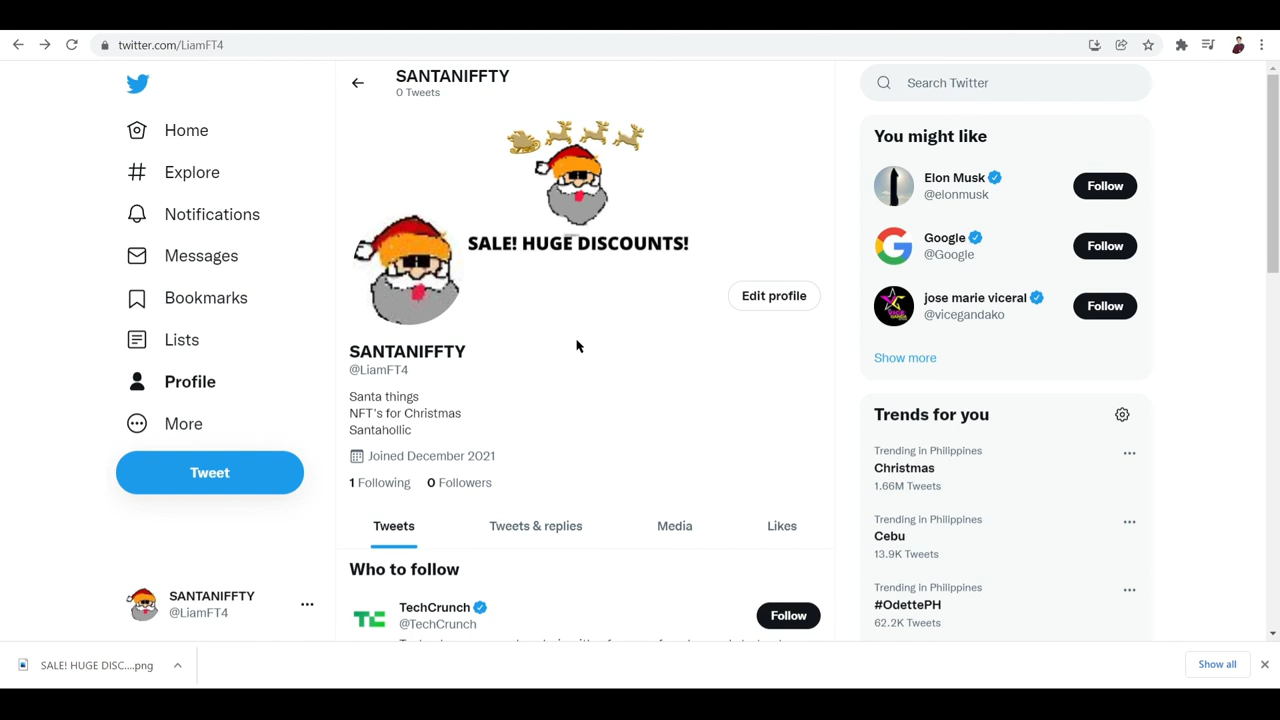 twitter.com/LiamFT4
Home
Explore
Notifications
Messages
Bookmarks
Lists
Profile
More
Tweet
SANTANIFFTY
@LiamFT4
SANTANIFFTY
0 Tweets
SALE! HUGE DISCOUNTS!
Edit profile
SANTANIFFTY
@LiamFT4
Santa things
NFT's for Christmas
Santahollic
Joined December 2021
1 Following 0 Followers
Tweets Tweets & replies Media Likes
Who to follow
TechCrunch
@TechCrunch
Follow
Search Twitter
You might like
Elon Musk
@elonmusk
Follow
Google
@Google
Follow
jose marie viceral
@vicegandako
Follow
Show more
Trends for you
Trending in Philippines
Christmas
1.66M Tweets
Trending in Philippines
Cebu
13.9K Tweets
Trending in Philippines
#OdettePH
62.2K Tweets
SALE! HUGE DISC....png
Show all